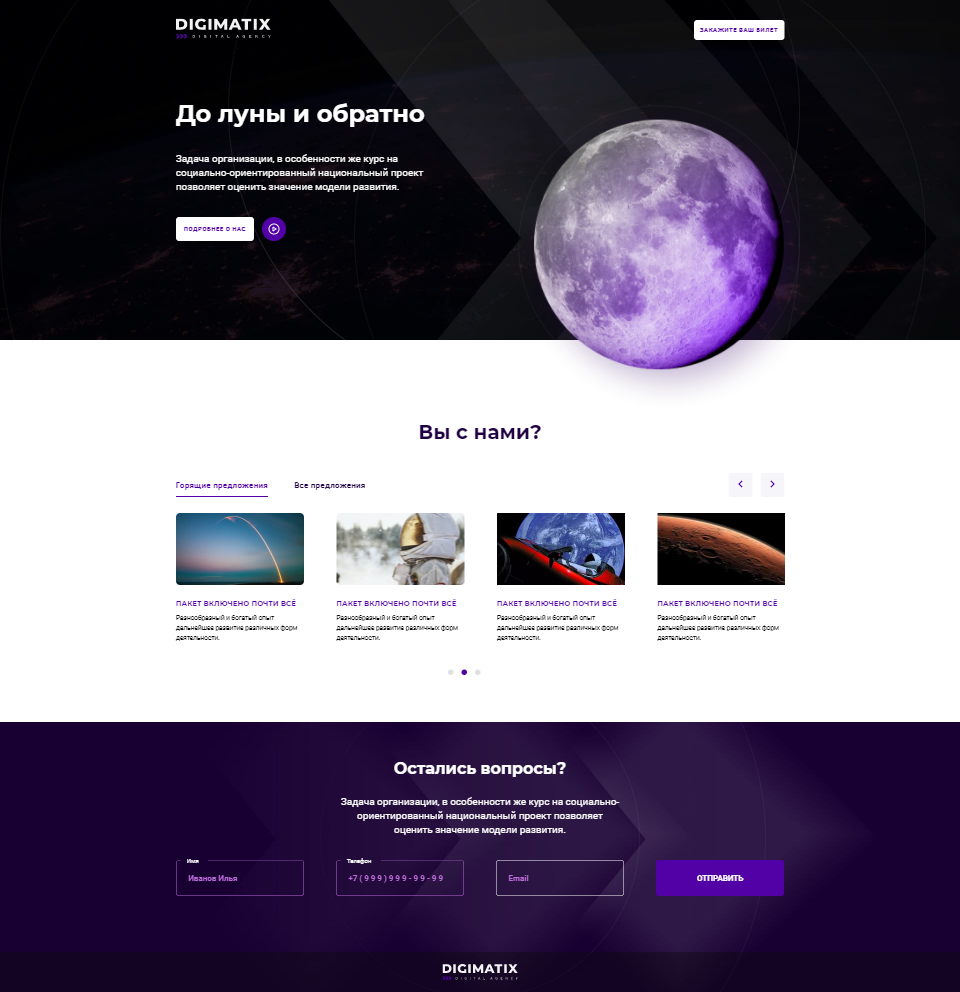 DIGIMATIX
DIGITAL AGENCY
ЗАКАЖИТЕ ВАШ БИЛЕТ
До луны и обратно
Задача организации, в особенности же курс на
социально-ориентированный национальный проект
позволяет оценить значение модели развития.
ПОДРОБНЕЕ О НАС
Вы с нами?
Горящие предложения
Все предложения
ПАКЕТ ВКЛЮЧЕНО ПОЧТИ ВСЁ
Разнообразный и богатый опыт
дальнейшее развитие различных форм
деятельности.
ПАКЕТ ВКЛЮЧЕНО ПОЧТИ ВСЁ
Разнообразный и богатый опыт
дальнейшее развитие различных форм
деятельности.
ПАКЕТ ВКЛЮЧЕНО ПОЧТИ ВСЁ
Разнообразный и богатый опыт
дальнейшее развитие различных форм
деятельности.
ПАКЕТ ВКЛЮЧЕНО ПОЧТИ ВСЁ
Разнообразный и богатый опыт
дальнейшее развитие различных форм
деятельности.
Остались вопросы?
Задача организации, в особенности же курс на социально-
ориентированный национальный проект позволяет
оценить значение модели развития.
Имя
Иванов Илья
Телефон
+7(999)999-99-99
Email
ОТПРАВИТЬ
DIGIMATIX
DIGITAL AGENCY